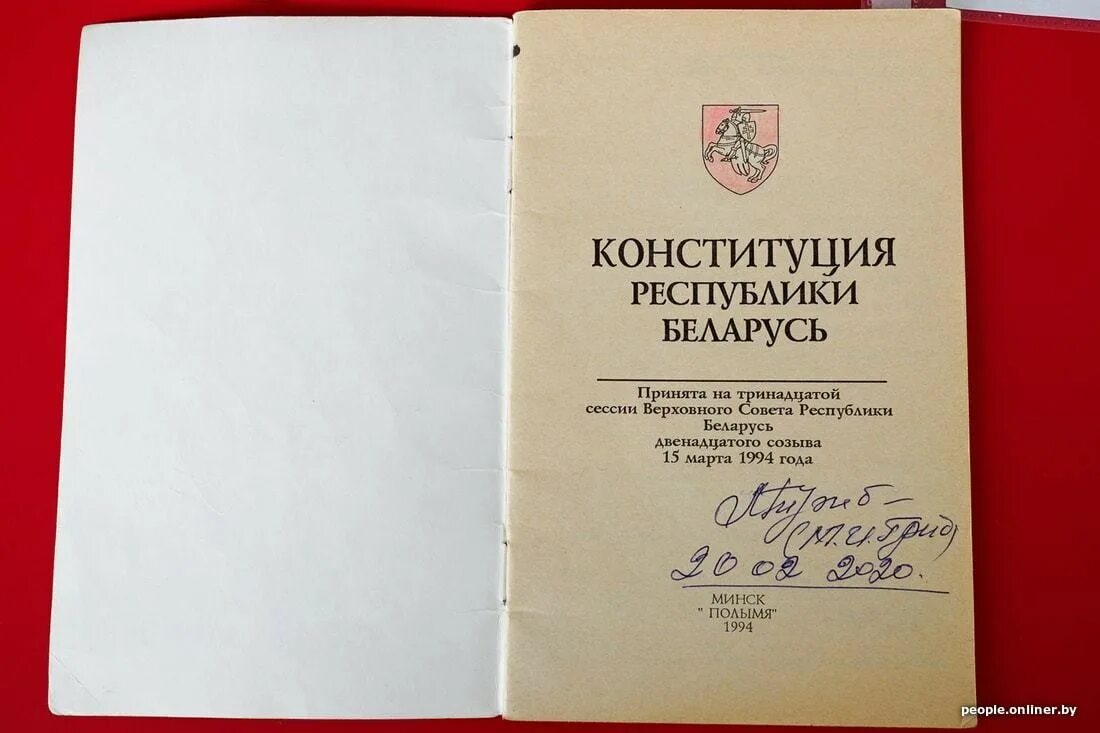 КОНСТИТУЦИЯ
РЕСПУБЛИКИ
БЕЛАРУСЬ
Принята на тринадцатой
сессии Верховного Совета Республики
Беларусь
двенадцатого созыва
15 марта 1994 года
(М.И.Гриб)
20 02 2020.
МИНСК
"ПОЛЫМЯ"
1994
people.onliner.by